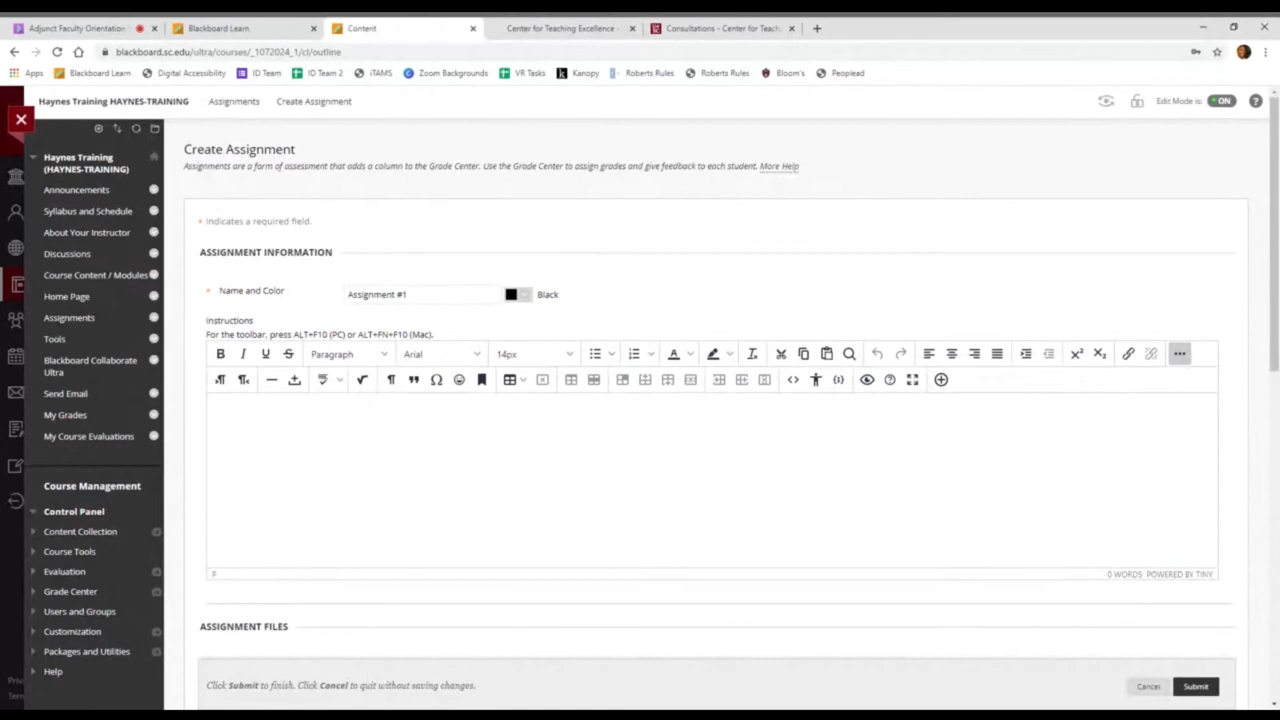 Adjunct Faculty Orientation
Blackboard Learn
Content
Center for Teaching Excellence -
Consultations - Center for Teach
blackboard.sc.edu/ultra/courses/_1072024_1/cl/outline
Apps
Blackboard Learn
Digital Accessibility
ID Team
ID Team 2
iTAMS
Zoom Backgrounds
VR Tasks
Kanopy
Roberts Rules
Roberts Rules
Bloom's
Peoplead
Haynes Training HAYNES-TRAINING
Assignments
Create Assignment
Edit Mode is:
ON
Haynes Training
(HAYNES-TRAINING)
Announcements
Syllabus and Schedule
About Your Instructor
Discussions
Course Content / Modules
Home Page
Assignments
Tools
Blackboard Collaborate
Ultra
Send Email
My Grades
My Course Evaluations
Course Management
Control Panel
Content Collection
Course Tools
Evaluation
Grade Center
Users and Groups
Customization
Packages and Utilities
Help
Create Assignment
Assignments are a form of assessment that adds a column to the Grade Center. Use the Grade Center to assign grades and give feedback to each student. More Help
* Indicates a required field.
ASSIGNMENT INFORMATION
* Name and Color
Assignment #1
Black
Instructions
For the toolbar, press ALT+F10 (PC) or ALT+FN+F10 (Mac).
B I U S Paragraph Arial 14px
P
0 WORDS POWERED BY TINY
ASSIGNMENT FILES
Click Submit to finish. Click Cancel to quit without saving changes.
Cancel
Submit